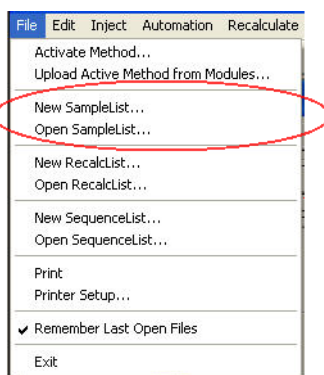 File Edit Inject Automation Recalculate
Activate Method...
Upload Active Method from Modules...
New SampleList...
Open SampleList...
New RecalcList...
Open RecalcList...
New SequenceList...
Open SequenceList...
Print
Printer Setup...
Remember Last Open Files
Exit